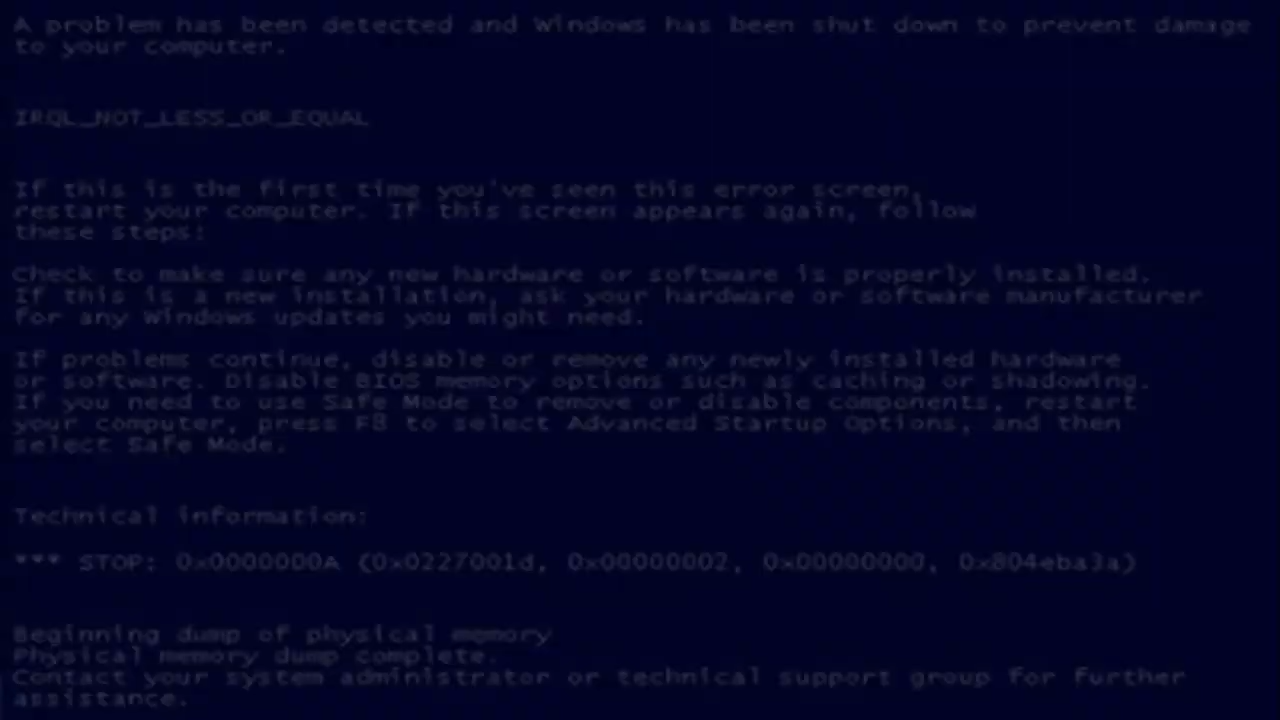 A problem has been detected and Windows has been shut down to prevent damage
to your computer.
IRQL_NOT_LESS_OR_EQUAL
If this is the first time you've seen this error screen,
restart your computer. If this screen appears again, follow
these steps:
Check to make sure any new hardware or software is properly installed.
If this is a new installation, ask your hardware or software manufacturer
for any Windows updates you might need.
If problems continue, disable or remove any newly installed hardware
or software. Disable BIOS memory options such as caching or shadowing.
If you need to use Safe Mode to remove or disable components, restart
your computer, press F8 to select Advanced Startup Options, and then
select Safe Mode.
Technical information:
*** STOP: 0x0000000A (0x0227001d, 0x00000002, 0x00000000, 0x804eba3a)
Beginning dump of physical memory
Physical memory dump complete.
Contact your system administrator or technical support group for further
assistance.